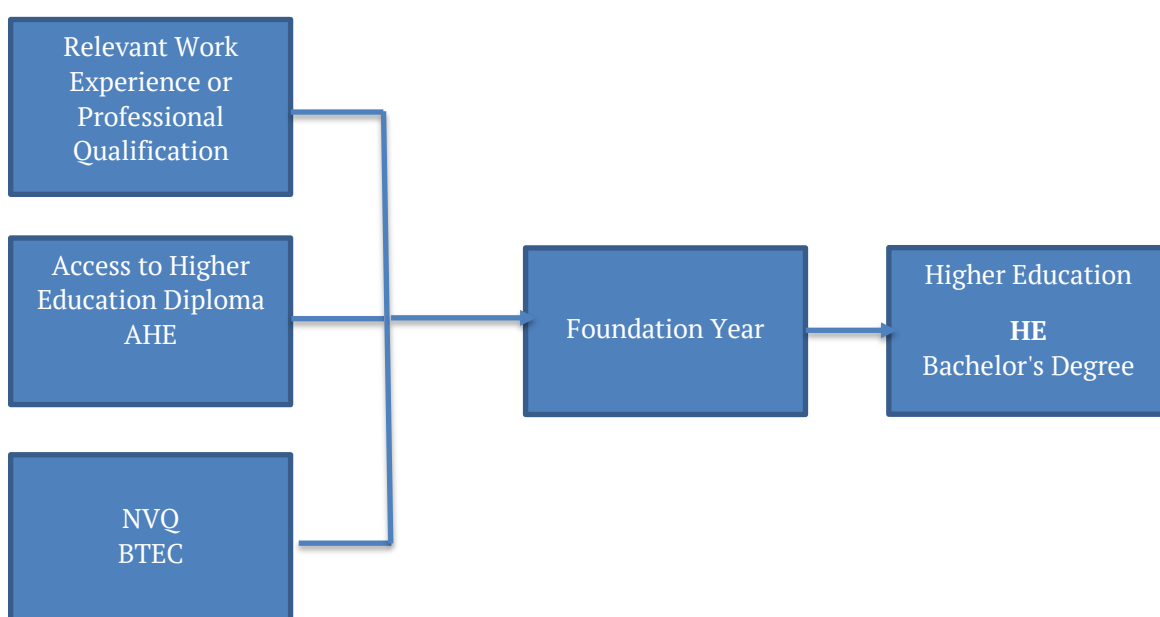 Relevant Work
Experience or
Professional
Qualification
Access to Higher
Education Diploma
AHE
NVQ
BTEC
Foundation Year
Higher Education
HE
Bachelor's Degree